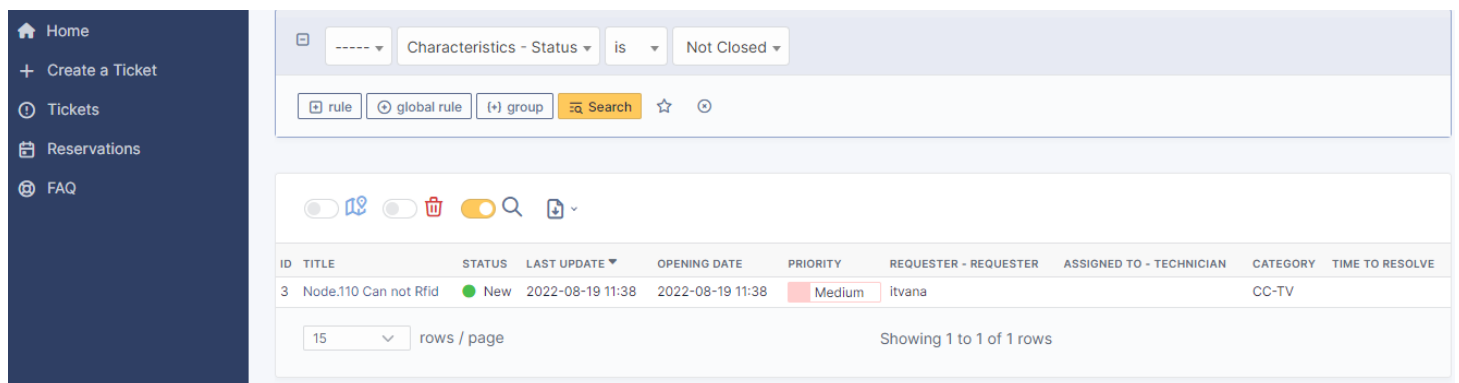 Home
Create a Ticket
Tickets
Reservations
FAQ
----- Characteristics - Status is Not Closed
rule global rule group Search
ID TITLE STATUS LAST UPDATE OPENING DATE PRIORITY REQUESTER - REQUESTER ASSIGNED TO - TECHNICIAN CATEGORY TIME TO RESOLVE
3 Node.110 Can not Rfid New 2022-08-19 11:38 2022-08-19 11:38 Medium itvana CC-TV
15 rows / page Showing 1 to 1 of 1 rows